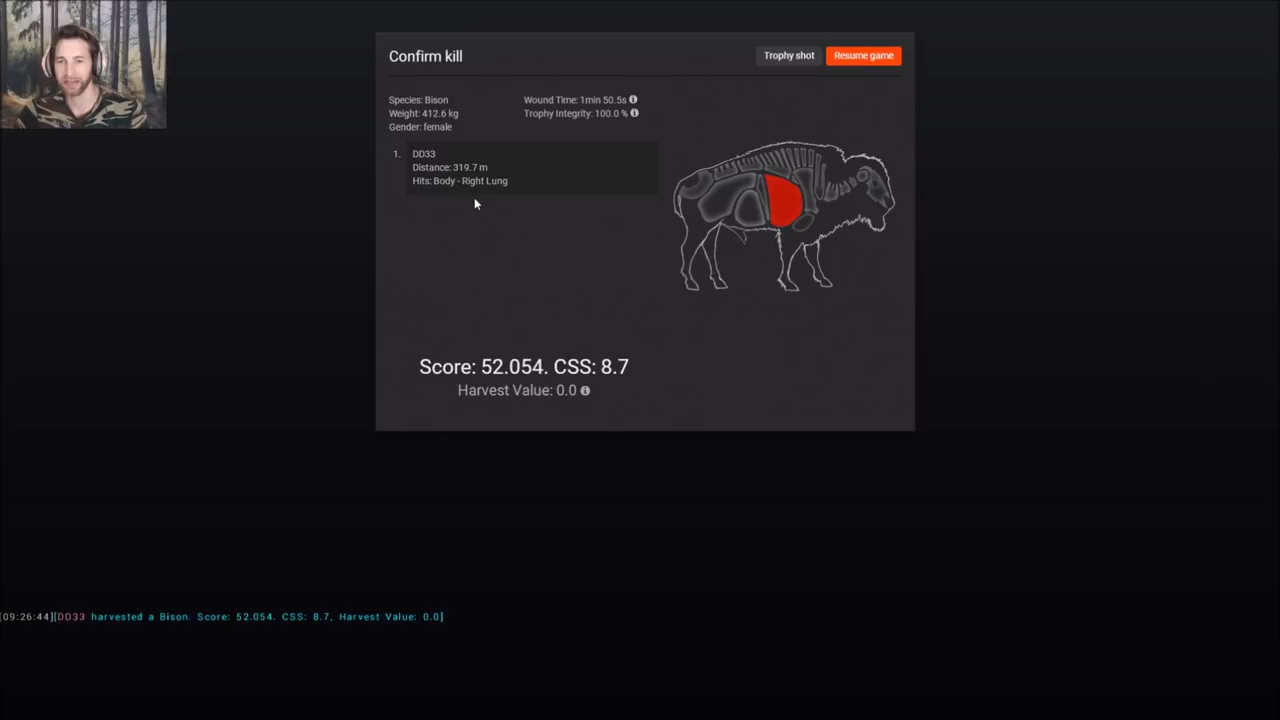 Confirm kill
Trophy shot
Resume game
Species: Bison
Wound Time: 1min 50.5s
Weight: 412.6 kg
Trophy Integrity: 100.0 %
Gender: female
1. DD33
Distance: 319.7 m
Hits: Body - Right Lung
Score: 52.054. CSS: 8.7
Harvest Value: 0.0
[09:26:44][DD33 harvested a Bison. Score: 52.054. CSS: 8.7, Harvest Value: 0.0]